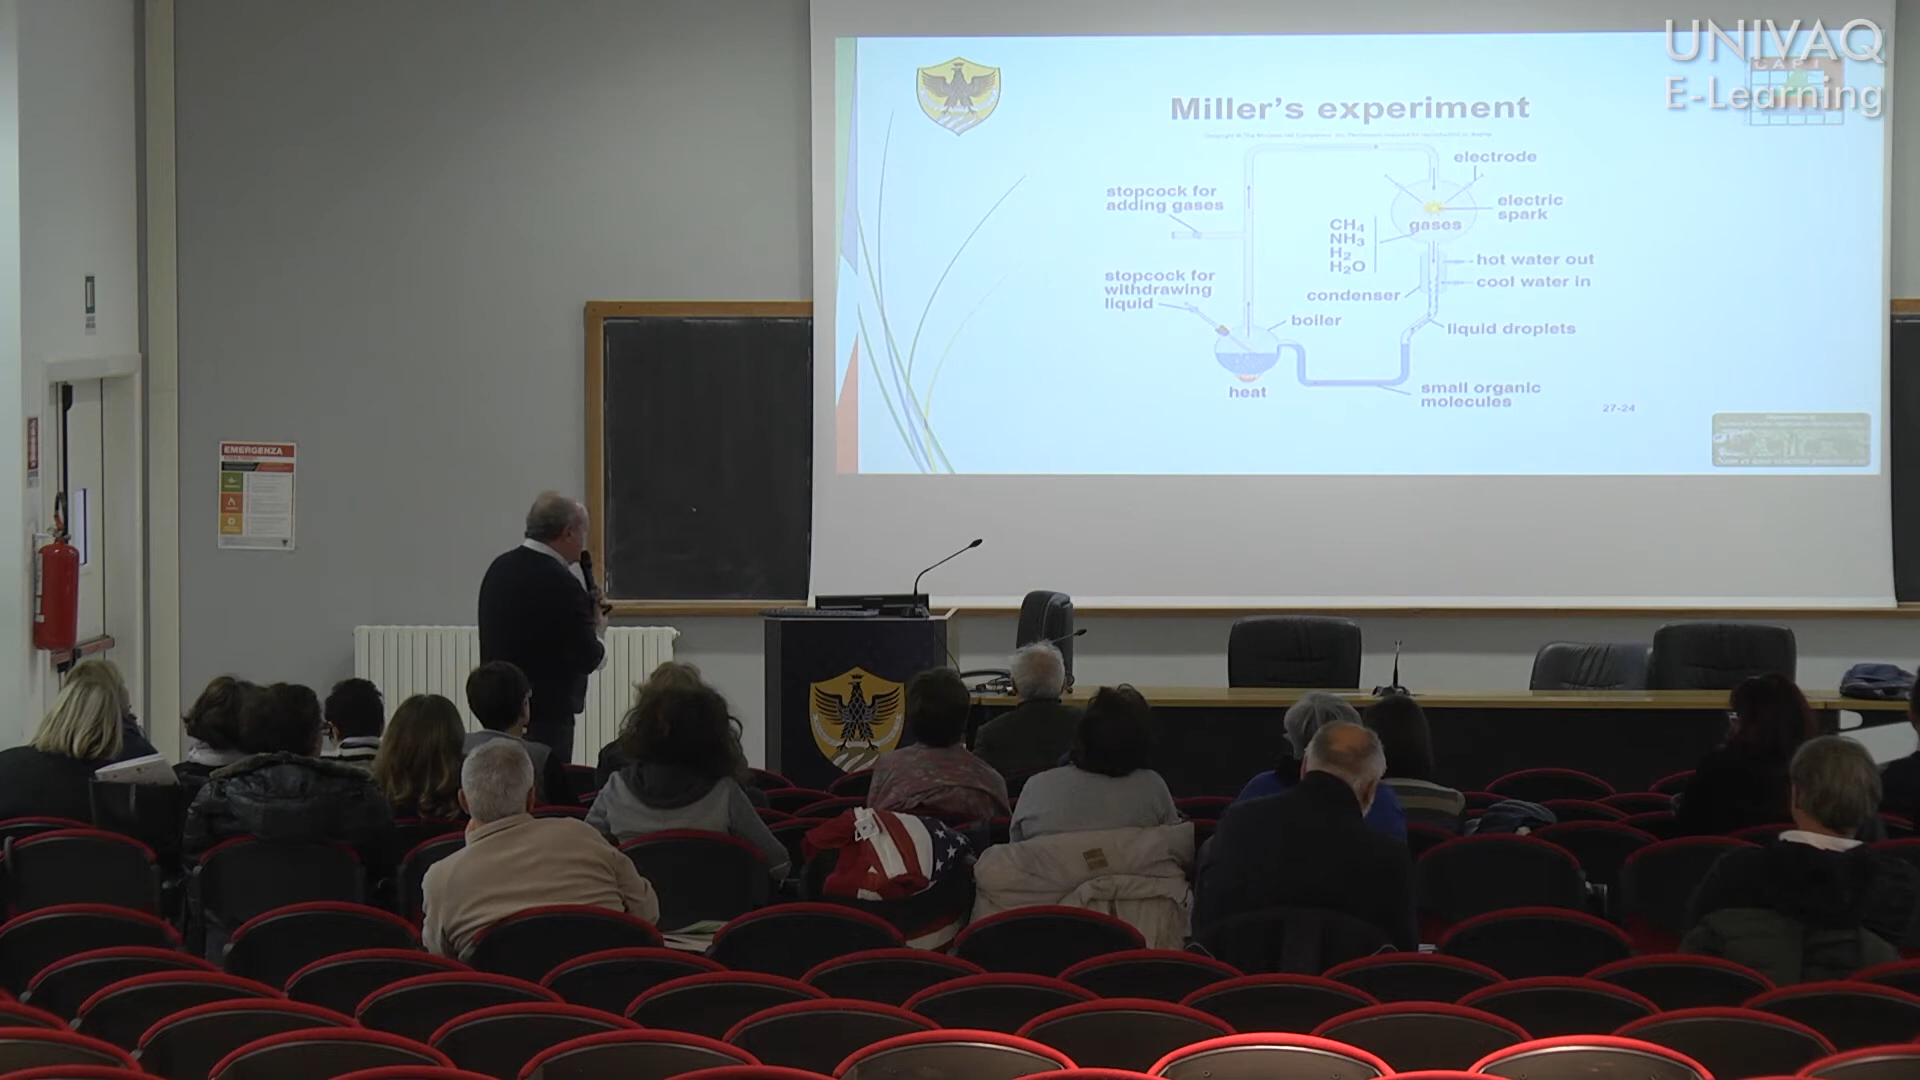 UNIVAQ
E-Learning
Miller's experiment
electrode
stopcock for
adding gases
electric
spark
gases
CH₄
NH₃
H₂
H₂O
hot water out
cool water in
stopcock for
withdrawing
liquid
condenser
boiler
liquid droplets
heat
small organic
molecules
27-24
EMERGENZA